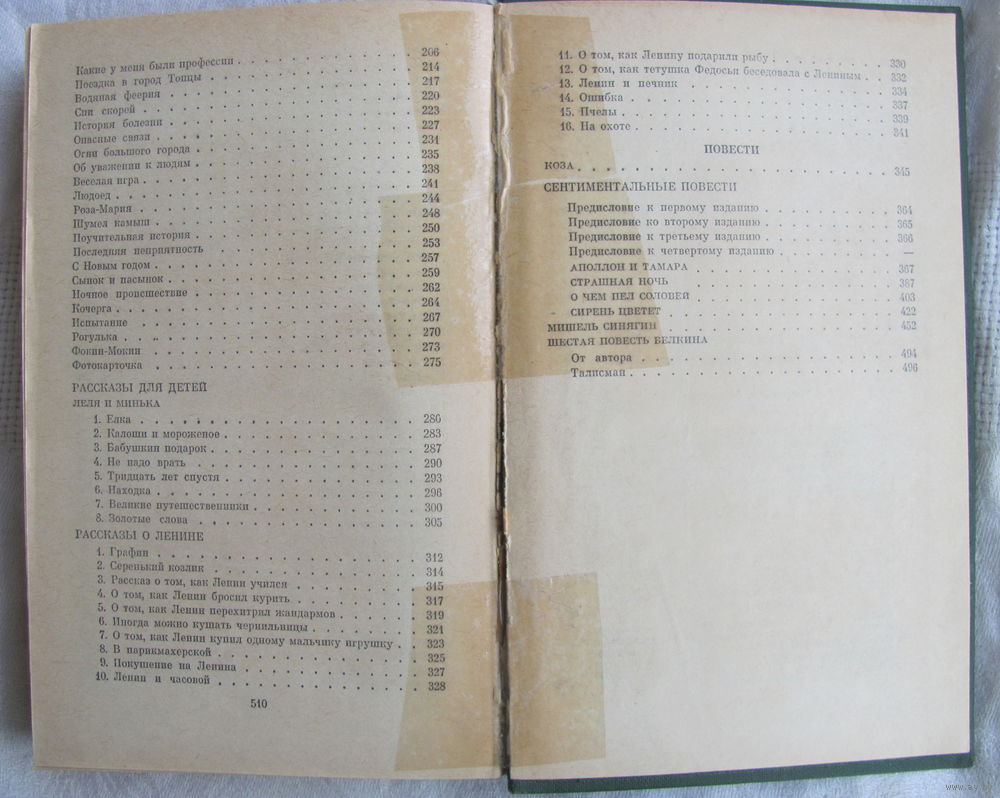 Какие у меня были профессии 206
Поездка в город Топцы 214
Водяная феерия 217
Спи скорей 220
История болезни 223
Опасные связи 227
Огни большого города 231
Об уважении к людям 235
Веселая игра 238
Людоед 241
Роза-Мария 244
Шумел камыш 248
Поучительная история 250
Последняя неприятность 253
С Новым годом 257
Сынок и пасынок 259
Ночное происшествие 262
Кочерга 264
Испытание 267
Рогулька 270
Фокин-Мокин 273
Фотокарточка 275
РАССКАЗЫ ДЛЯ ДЕТЕЙ
ЛЕЛЯ И МИНЬКА
1. Елка 280
2. Калоши и мороженое 283
3. Бабушкин подарок 287
4. Не надо врать 290
5. Тридцать лет спустя 293
6. Находка 296
7. Великие путешественники 300
8. Золотые слова 305
РАССКАЗЫ О ЛЕНИНЕ
1. Графин 312
2. Серенький козлик 314
3. Рассказ о том, как Ленин учился 315
4. О том, как Ленин бросил курить 317
5. О том, как Ленин перехитрил жандармов 319
6. Иногда можно кушать чернильницы 321
7. О том, как Ленин купил одному мальчику игрушку 323
8. В парикмахерской 325
9. Покушение на Ленина 327
10. Ленин и часовой 328
510
11. О том, как Ленину подарили рыбу 330
12. О том, как тетушка Федосья беседовала с Лениным 332
13. Ленин и печник 334
14. Ошибка 337
15. Пчелы 339
16. На охоте 341
ПОВЕСТИ
КОЗА 345
СЕНТИМЕНТАЛЬНЫЕ ПОВЕСТИ
Предисловие к первому изданию 364
Предисловие ко второму изданию 365
Предисловие к третьему изданию 366
Предисловие к четвертому изданию —
АПОЛЛОН И ТАМАРА 367
СТРАШНАЯ НОЧЬ 387
О ЧЕМ ПЕЛ СОЛОВЕЙ 403
СИРЕНЬ ЦВЕТЕТ 422
МИШЕЛЬ СИНЯГИН 452
ШЕСТАЯ ПОВЕСТЬ БЕЛКИНА
От автора 494
Талисман 496